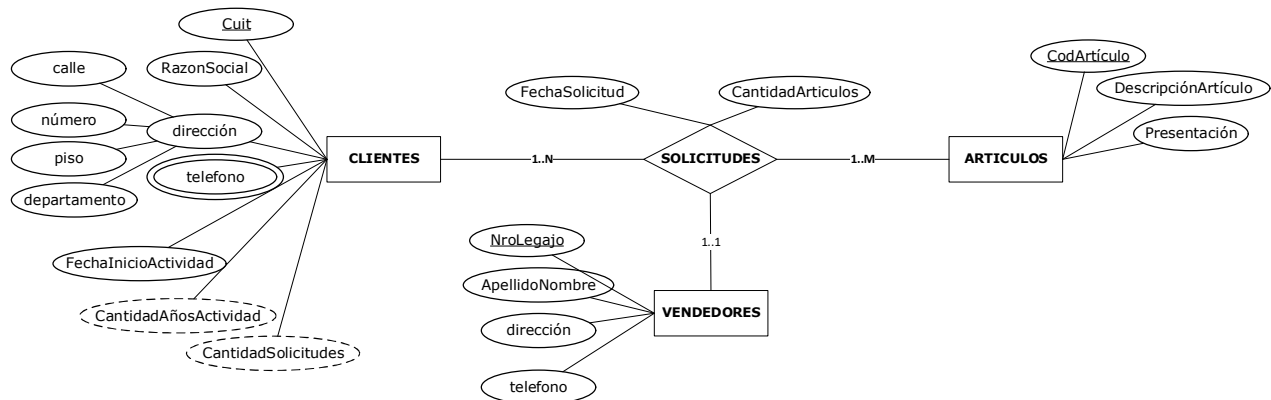 Cuit
calle
RazonSocial
CodArtículo
FechaSolicitud
CantidadArticulos
DescripciónArtículo
número
dirección
Presentación
piso
CLIENTES
1..N
SOLICITUDES
1..M
ARTICULOS
telefono
departamento
NroLegajo
1..1
FechaInicioActividad
ApellidoNombre
CantidadAñosActividad
VENDEDORES
dirección
CantidadSolicitudes
telefono